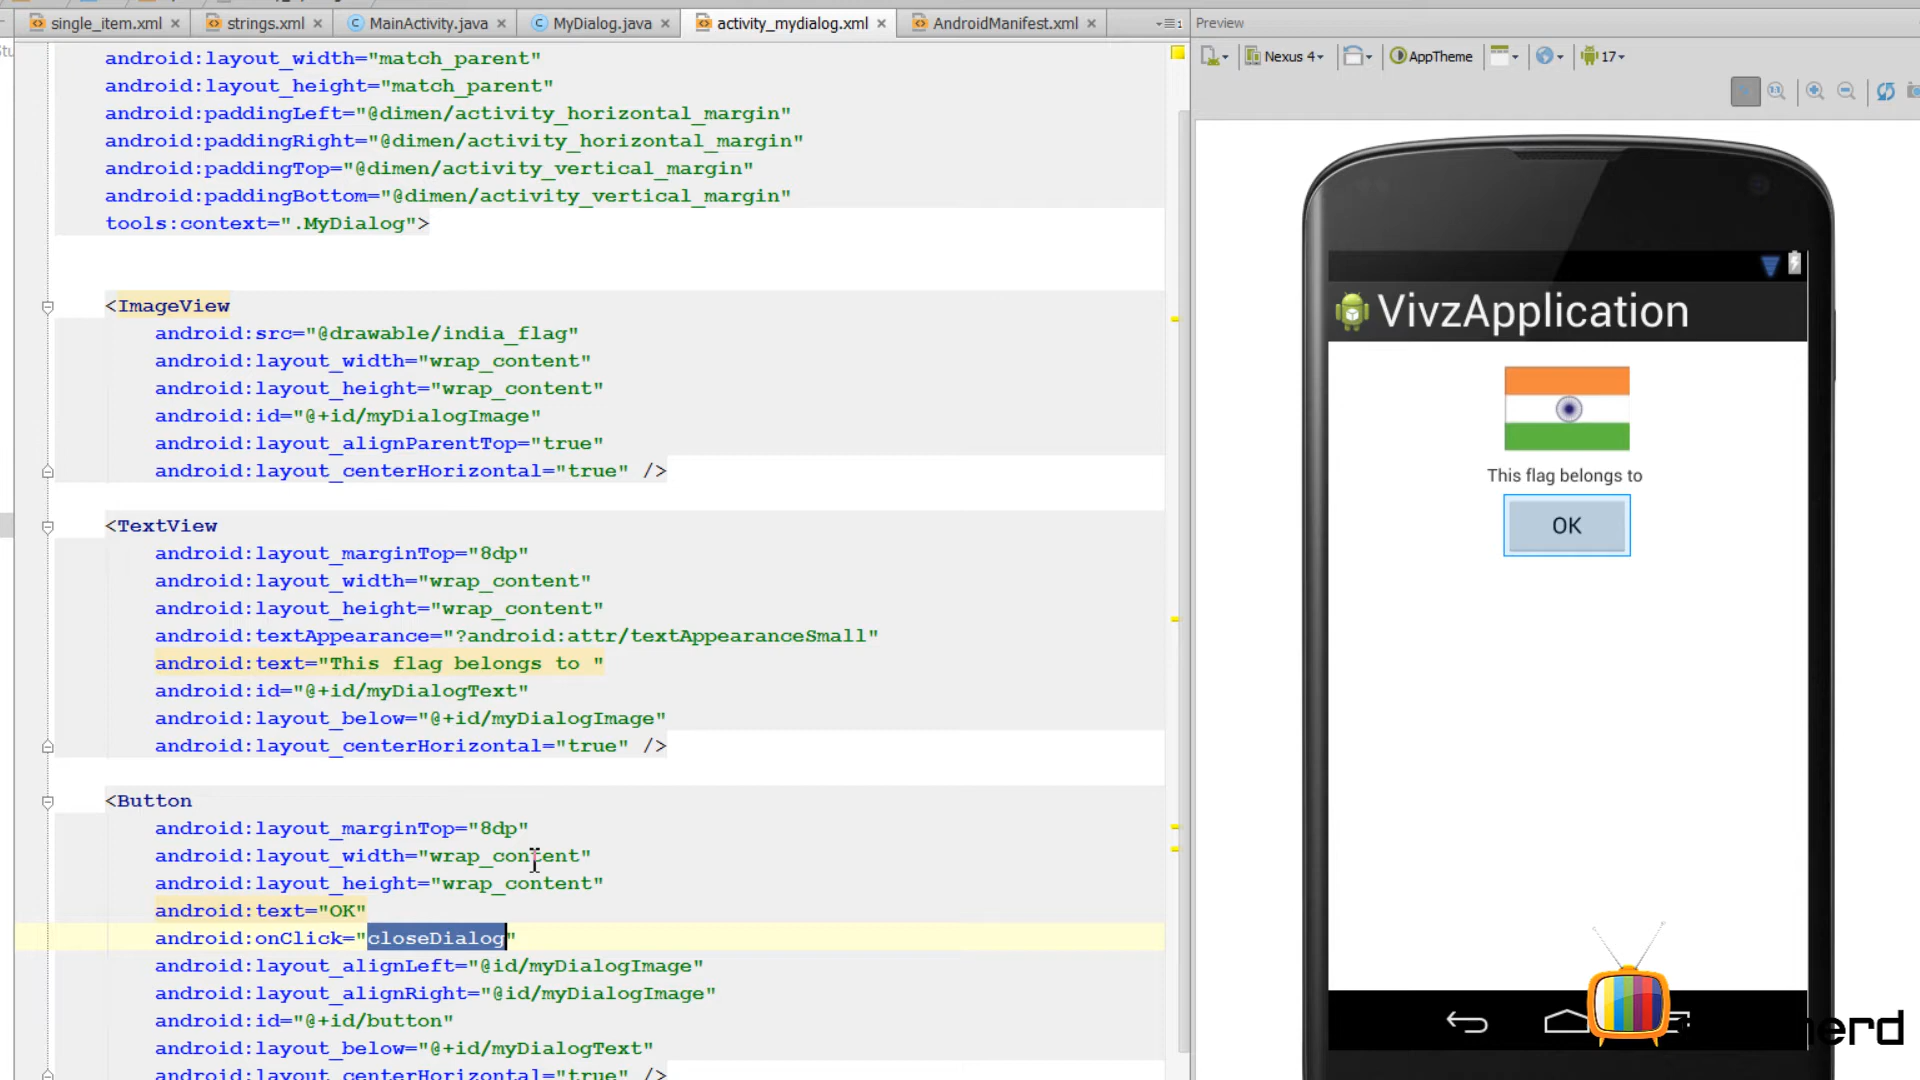 single_item.xml
strings.xml
MainActivity.java
MyDialog.java
activity_mydialog.xml
AndroidManifest.xml
1
Preview
Nexus 4
AppTheme
17
android:layout_width="match_parent"
android:layout_height="match_parent"
android:paddingLeft="@dimen/activity_horizontal_margin"
android:paddingRight="@dimen/activity_horizontal_margin"
android:paddingTop="@dimen/activity_vertical_margin"
android:paddingBottom="@dimen/activity_vertical_margin"
tools:context=".MyDialog">
<ImageView
android:src="@drawable/india_flag"
android:layout_width="wrap_content"
android:layout_height="wrap_content"
android:id="@+id/myDialogImage"
android:layout_alignParentTop="true"
android:layout_centerHorizontal="true" />
<TextView
android:layout_marginTop="8dp"
android:layout_width="wrap_content"
android:layout_height="wrap_content"
android:textAppearance="?android:attr/textAppearanceSmall"
android:text="This flag belongs to "
android:id="@+id/myDialogText"
android:layout_below="@+id/myDialogImage"
android:layout_centerHorizontal="true" />
<Button
android:layout_marginTop="8dp"
android:layout_width="wrap_content"
android:layout_height="wrap_content"
android:text="OK"
android:onClick="closeDialog"
android:layout_alignLeft="@id/myDialogImage"
android:layout_alignRight="@id/myDialogImage"
android:id="@+id/button"
android:layout_below="@+id/myDialogText"
android:layout_centerHorizontal="true" />
VivzApplication
This flag belongs to
OK